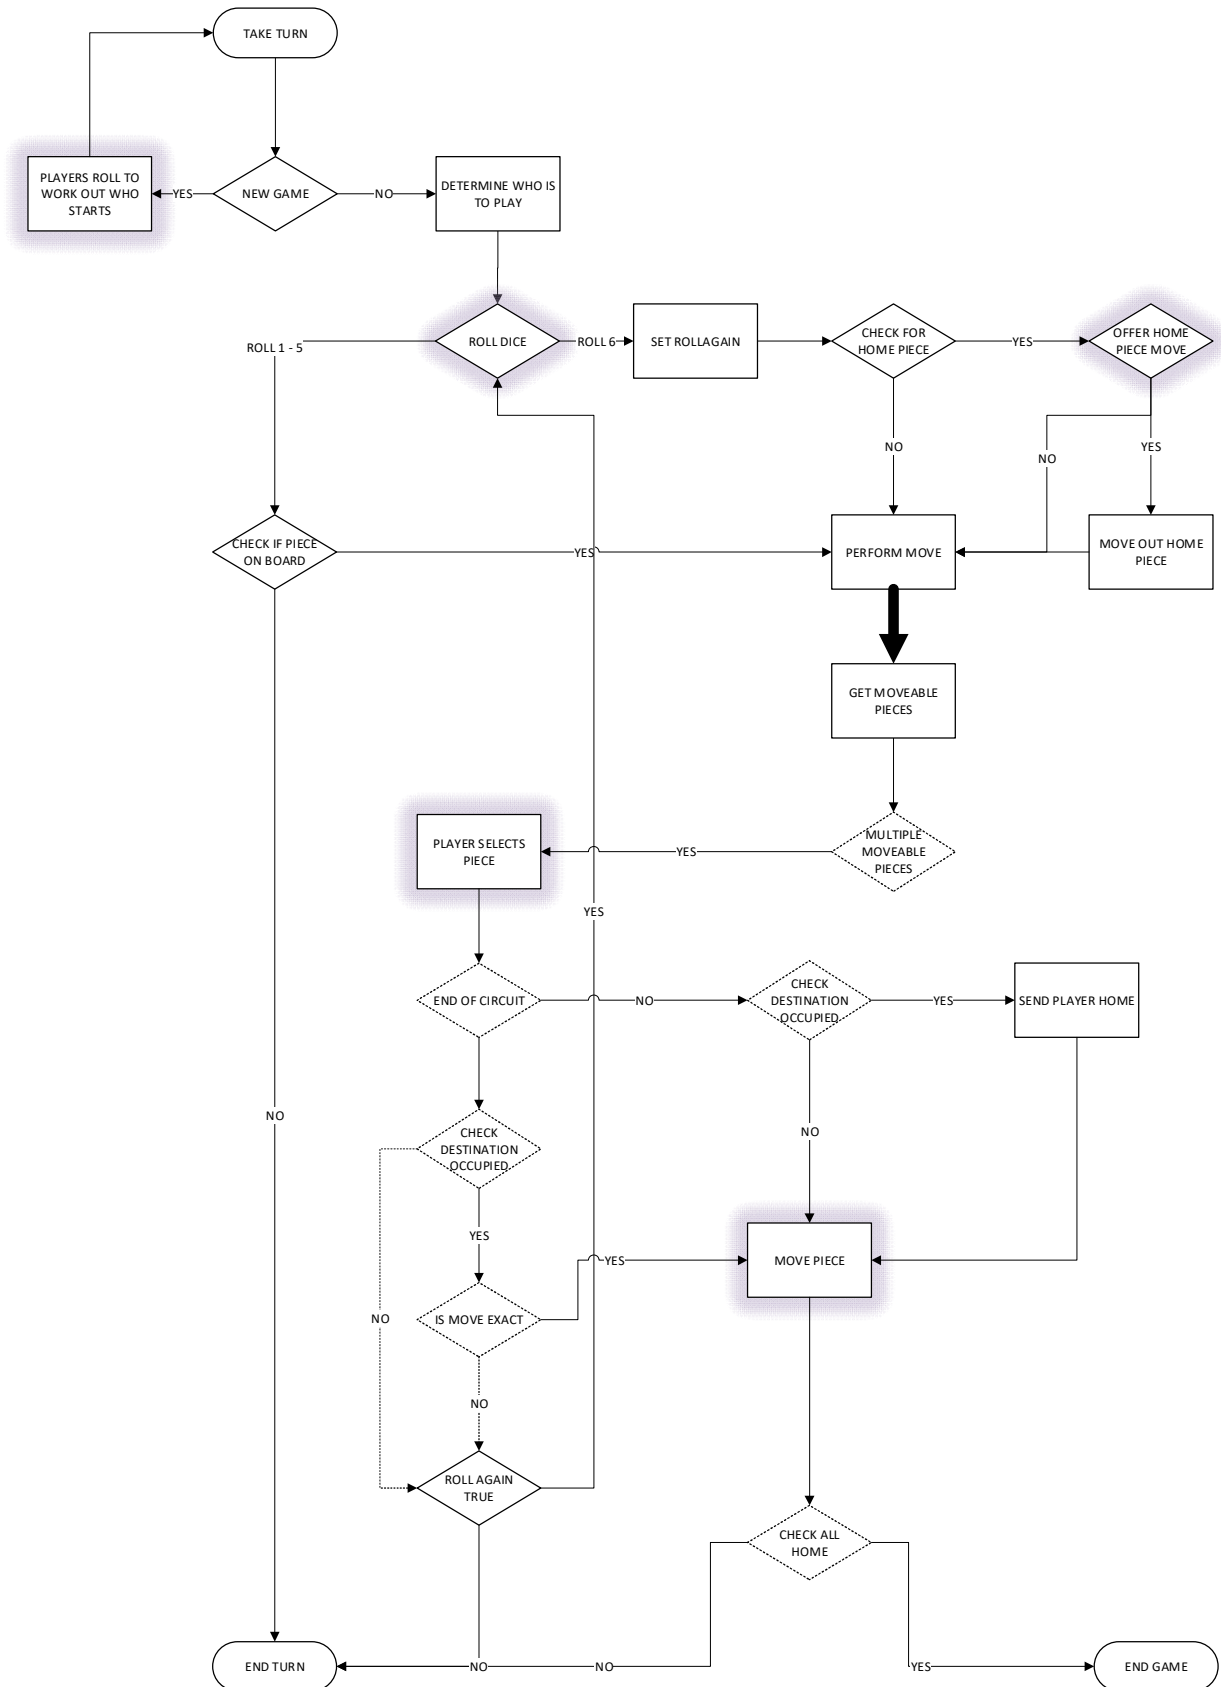 TAKE TURN
PLAYERS ROLL TO
WORK OUT WHO
STARTS
YES
NEW GAME
NO
DETERMINE WHO IS
TO PLAY
ROLL 1 - 5
ROLL DICE
ROLL 6
SET ROLLAGAIN
CHECK FOR
HOME PIECE
YES
OFFER HOME
PIECE MOVE
NO
NO
YES
CHECK IF PIECE
ON BOARD
YES
PERFORM MOVE
MOVE OUT HOME
PIECE
GET MOVEABLE
PIECES
PLAYER SELECTS
PIECE
YES
MULTIPLE
MOVEABLE
PIECES
YES
END OF CIRCUIT
NO
CHECK
DESTINATION
OCCUPIED
YES
SEND PLAYER HOME
NO
CHECK
DESTINATION
OCCUPIED
NO
YES
YES
MOVE PIECE
NO
IS MOVE EXACT
NO
ROLL AGAIN
TRUE
CHECK ALL
HOME
END TURN
NO
NO
YES
END GAME